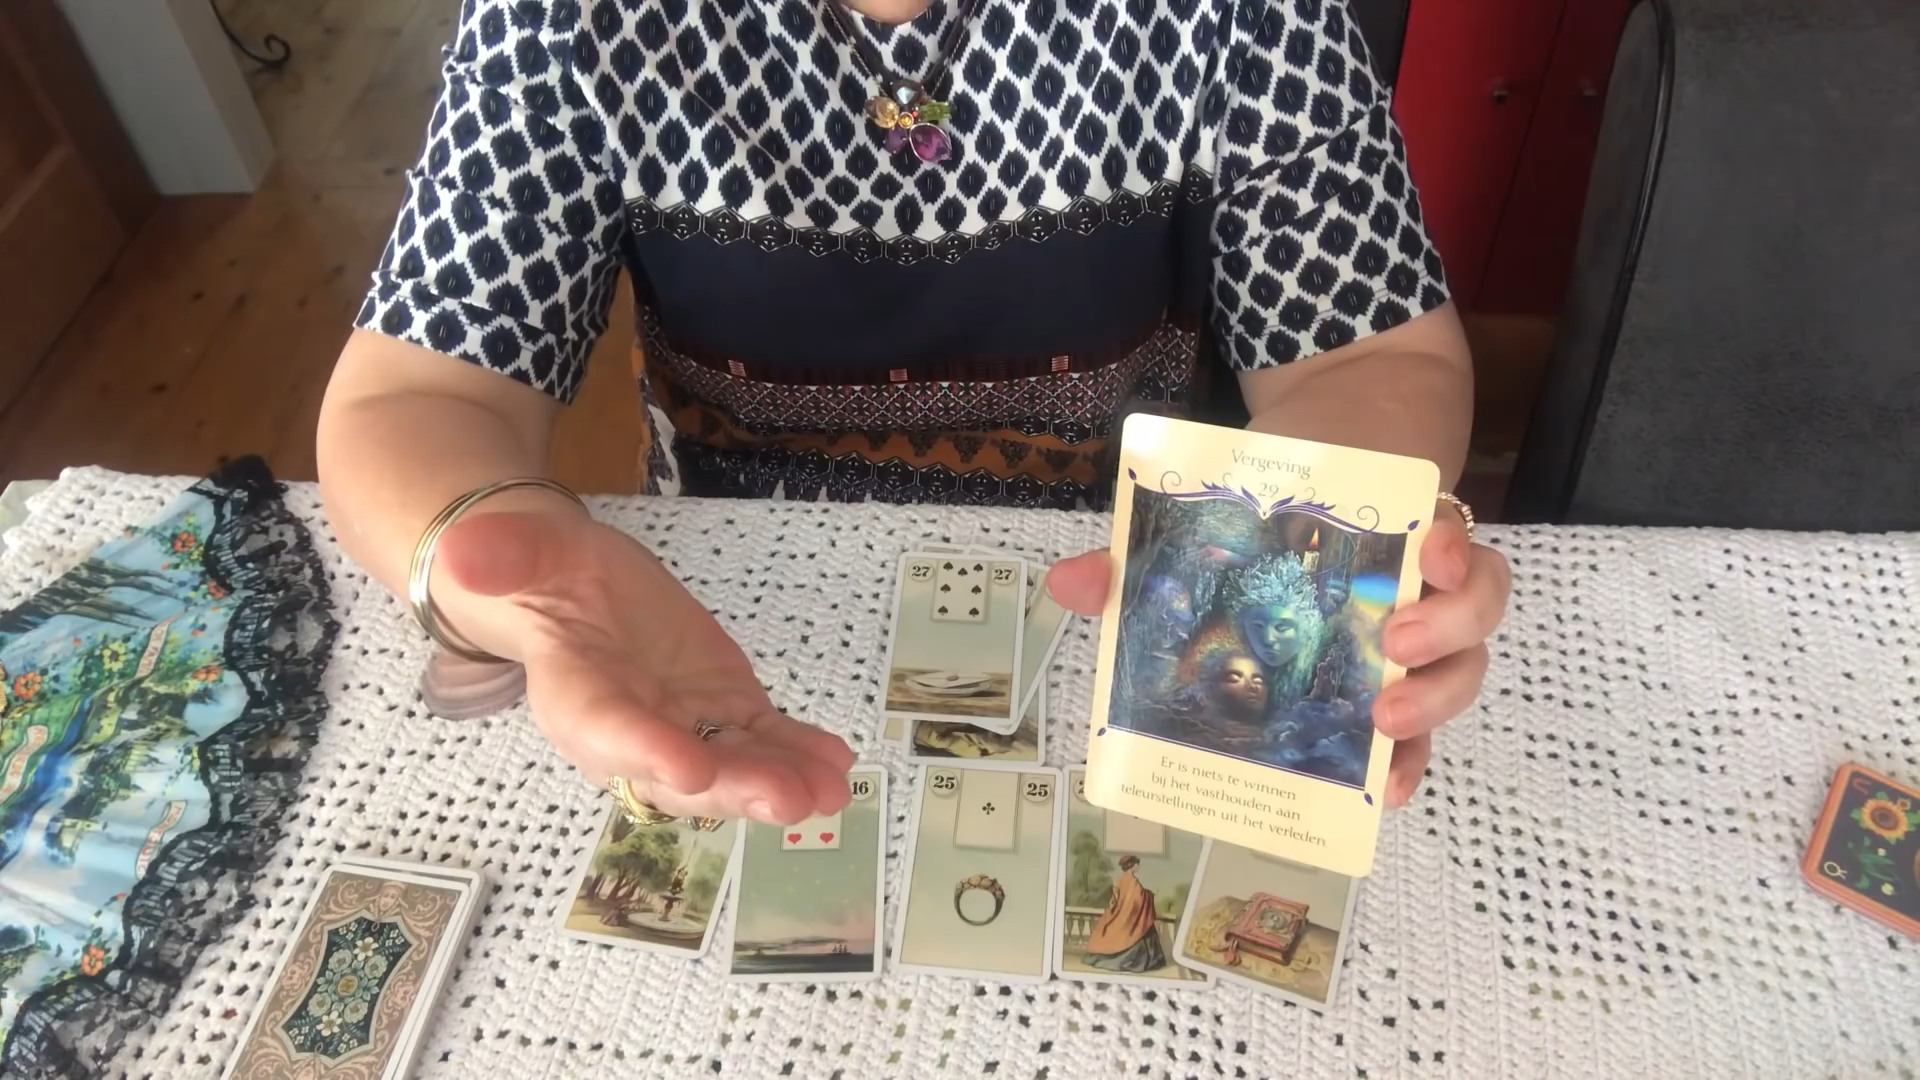 Vergeving
29
Er is niets te winnen
bij het vasthouden aan
teleurstellingen uit het verleden
27 27
16
25 25